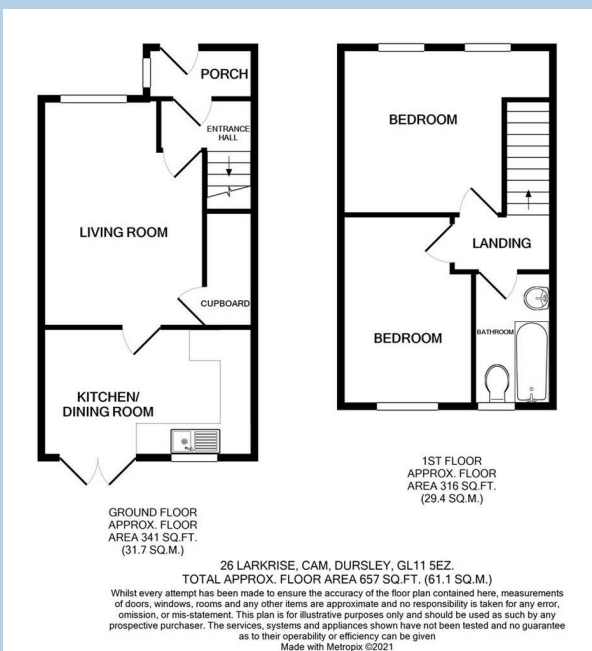 PORCH
ENTRANCE
HALL
LIVING ROOM
CUPBOARD
KITCHEN/
DINING ROOM
GROUND FLOOR
APPROX. FLOOR
AREA 341 SQ.FT.
(31.7 SQ.M.)
BEDROOM
LANDING
BEDROOM
BATHROOM
1ST FLOOR
APPROX. FLOOR
AREA 316 SQ.FT.
(29.4 SQ.M.)
26 LARKRISE, CAM, DURSLEY, GL11 5EZ.
TOTAL APPROX. FLOOR AREA 657 SQ.FT. (61.1 SQ.M.)
Whilst every attempt has been made to ensure the accuracy of the floor plan contained here, measurements
of doors, windows, rooms and any other items are approximate and no responsibility is taken for any error,
omission, or mis-statement. This plan is for illustrative purposes only and should be used as such by any
prospective purchaser. The services, systems and appliances shown have not been tested and no guarantee
as to their operability or efficiency can be given
Made with Metropix ©2021